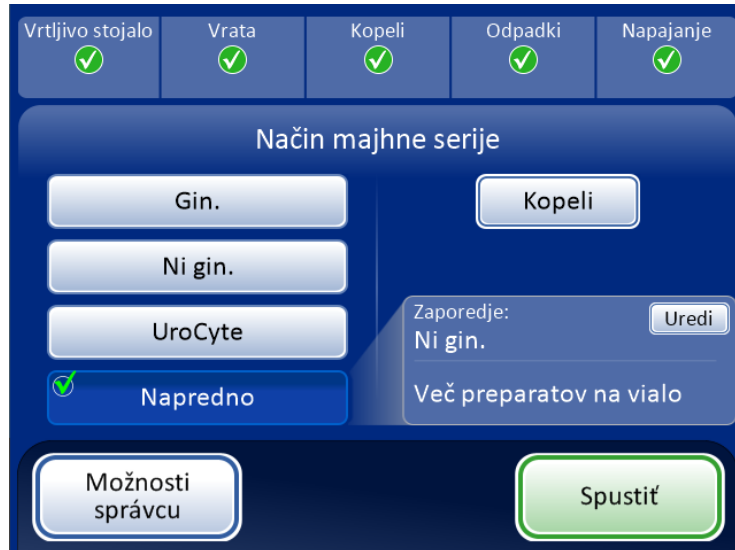 Vrtljivo stojalo
Vrata
Kopeli
Odpadki
Napajanje
Način majhne serije
Gin.
Ni gin.
UroCyte
Napredno
Kopeli
Zaporedje:
Ni gin.
Uredi
Več preparatov na vialo
Možnosti
správcu
Spustiť